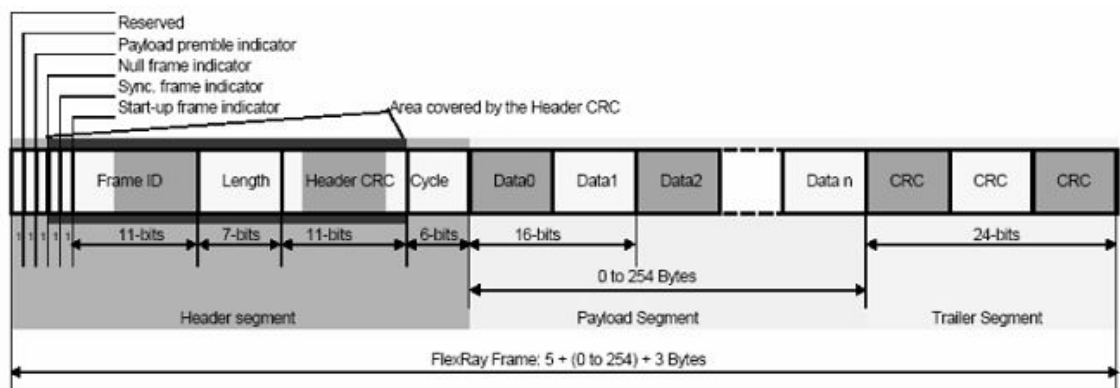 Reserved
Payload premble indicator
Null frame indicator
Sync. frame indicator
Start-up frame indicator
Area covered by the Header CRC
Frame ID Length Header CRC Cycle Data0 Data1 Data2 Data n CRC CRC CRC
1 1 1 1 1 11-bits 7-bits 11-bits 6-bits 16-bits 24-bits
0 to 254 Bytes
Header segment Payload Segment Trailer Segment
FlexRay Frame: 5 + (0 to 254) + 3 Bytes